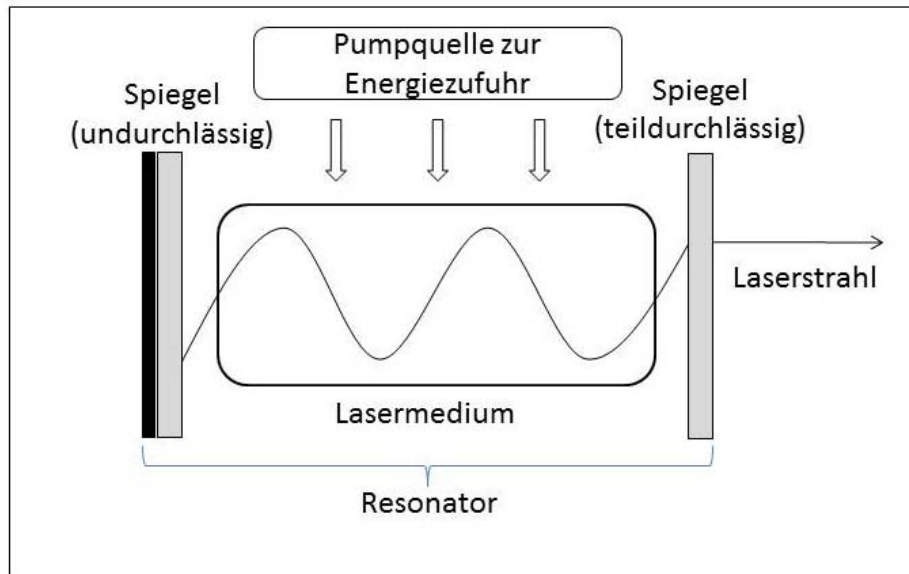 Pumpquelle zur
Energiezufuhr
Spiegel
(undurchlässig)
Spiegel
(teildurchlässig)
Laserstrahl
Lasermedium
Resonator